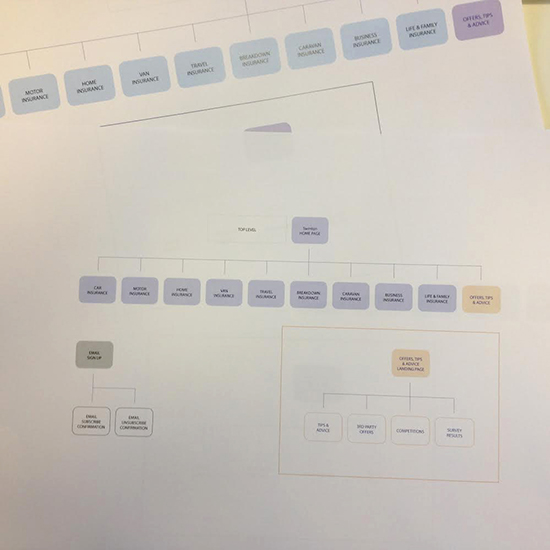 MOTOR
INSURANCE
HOME
INSURANCE
VAN
INSURANCE
TRAVEL
INSURANCE
BREAKDOWN
INSURANCE
CARAVAN
INSURANCE
BUSINESS
INSURANCE
LIFE & FAMILY
INSURANCE
OFFERS, TIPS
& ADVICE
TOP LEVEL
HOME PAGE
CAR
INSURANCE
MOTOR
INSURANCE
HOME
INSURANCE
VAN
INSURANCE
TRAVEL
INSURANCE
BREAKDOWN
INSURANCE
CARAVAN
INSURANCE
BUSINESS
INSURANCE
LIFE & FAMILY
INSURANCE
OFFERS, TIPS
& ADVICE
EMAIL
SIGN UP
EMAIL
SUBSCRIBE
CONFIRMATION
EMAIL
UNSUBSCRIBE
CONFIRMATION
OFFERS, TIPS
& ADVICE
LANDING PAGE
TIPS &
ADVICE
3RD PARTY
OFFERS
COMPETITIONS
SURVEY
RESULTS